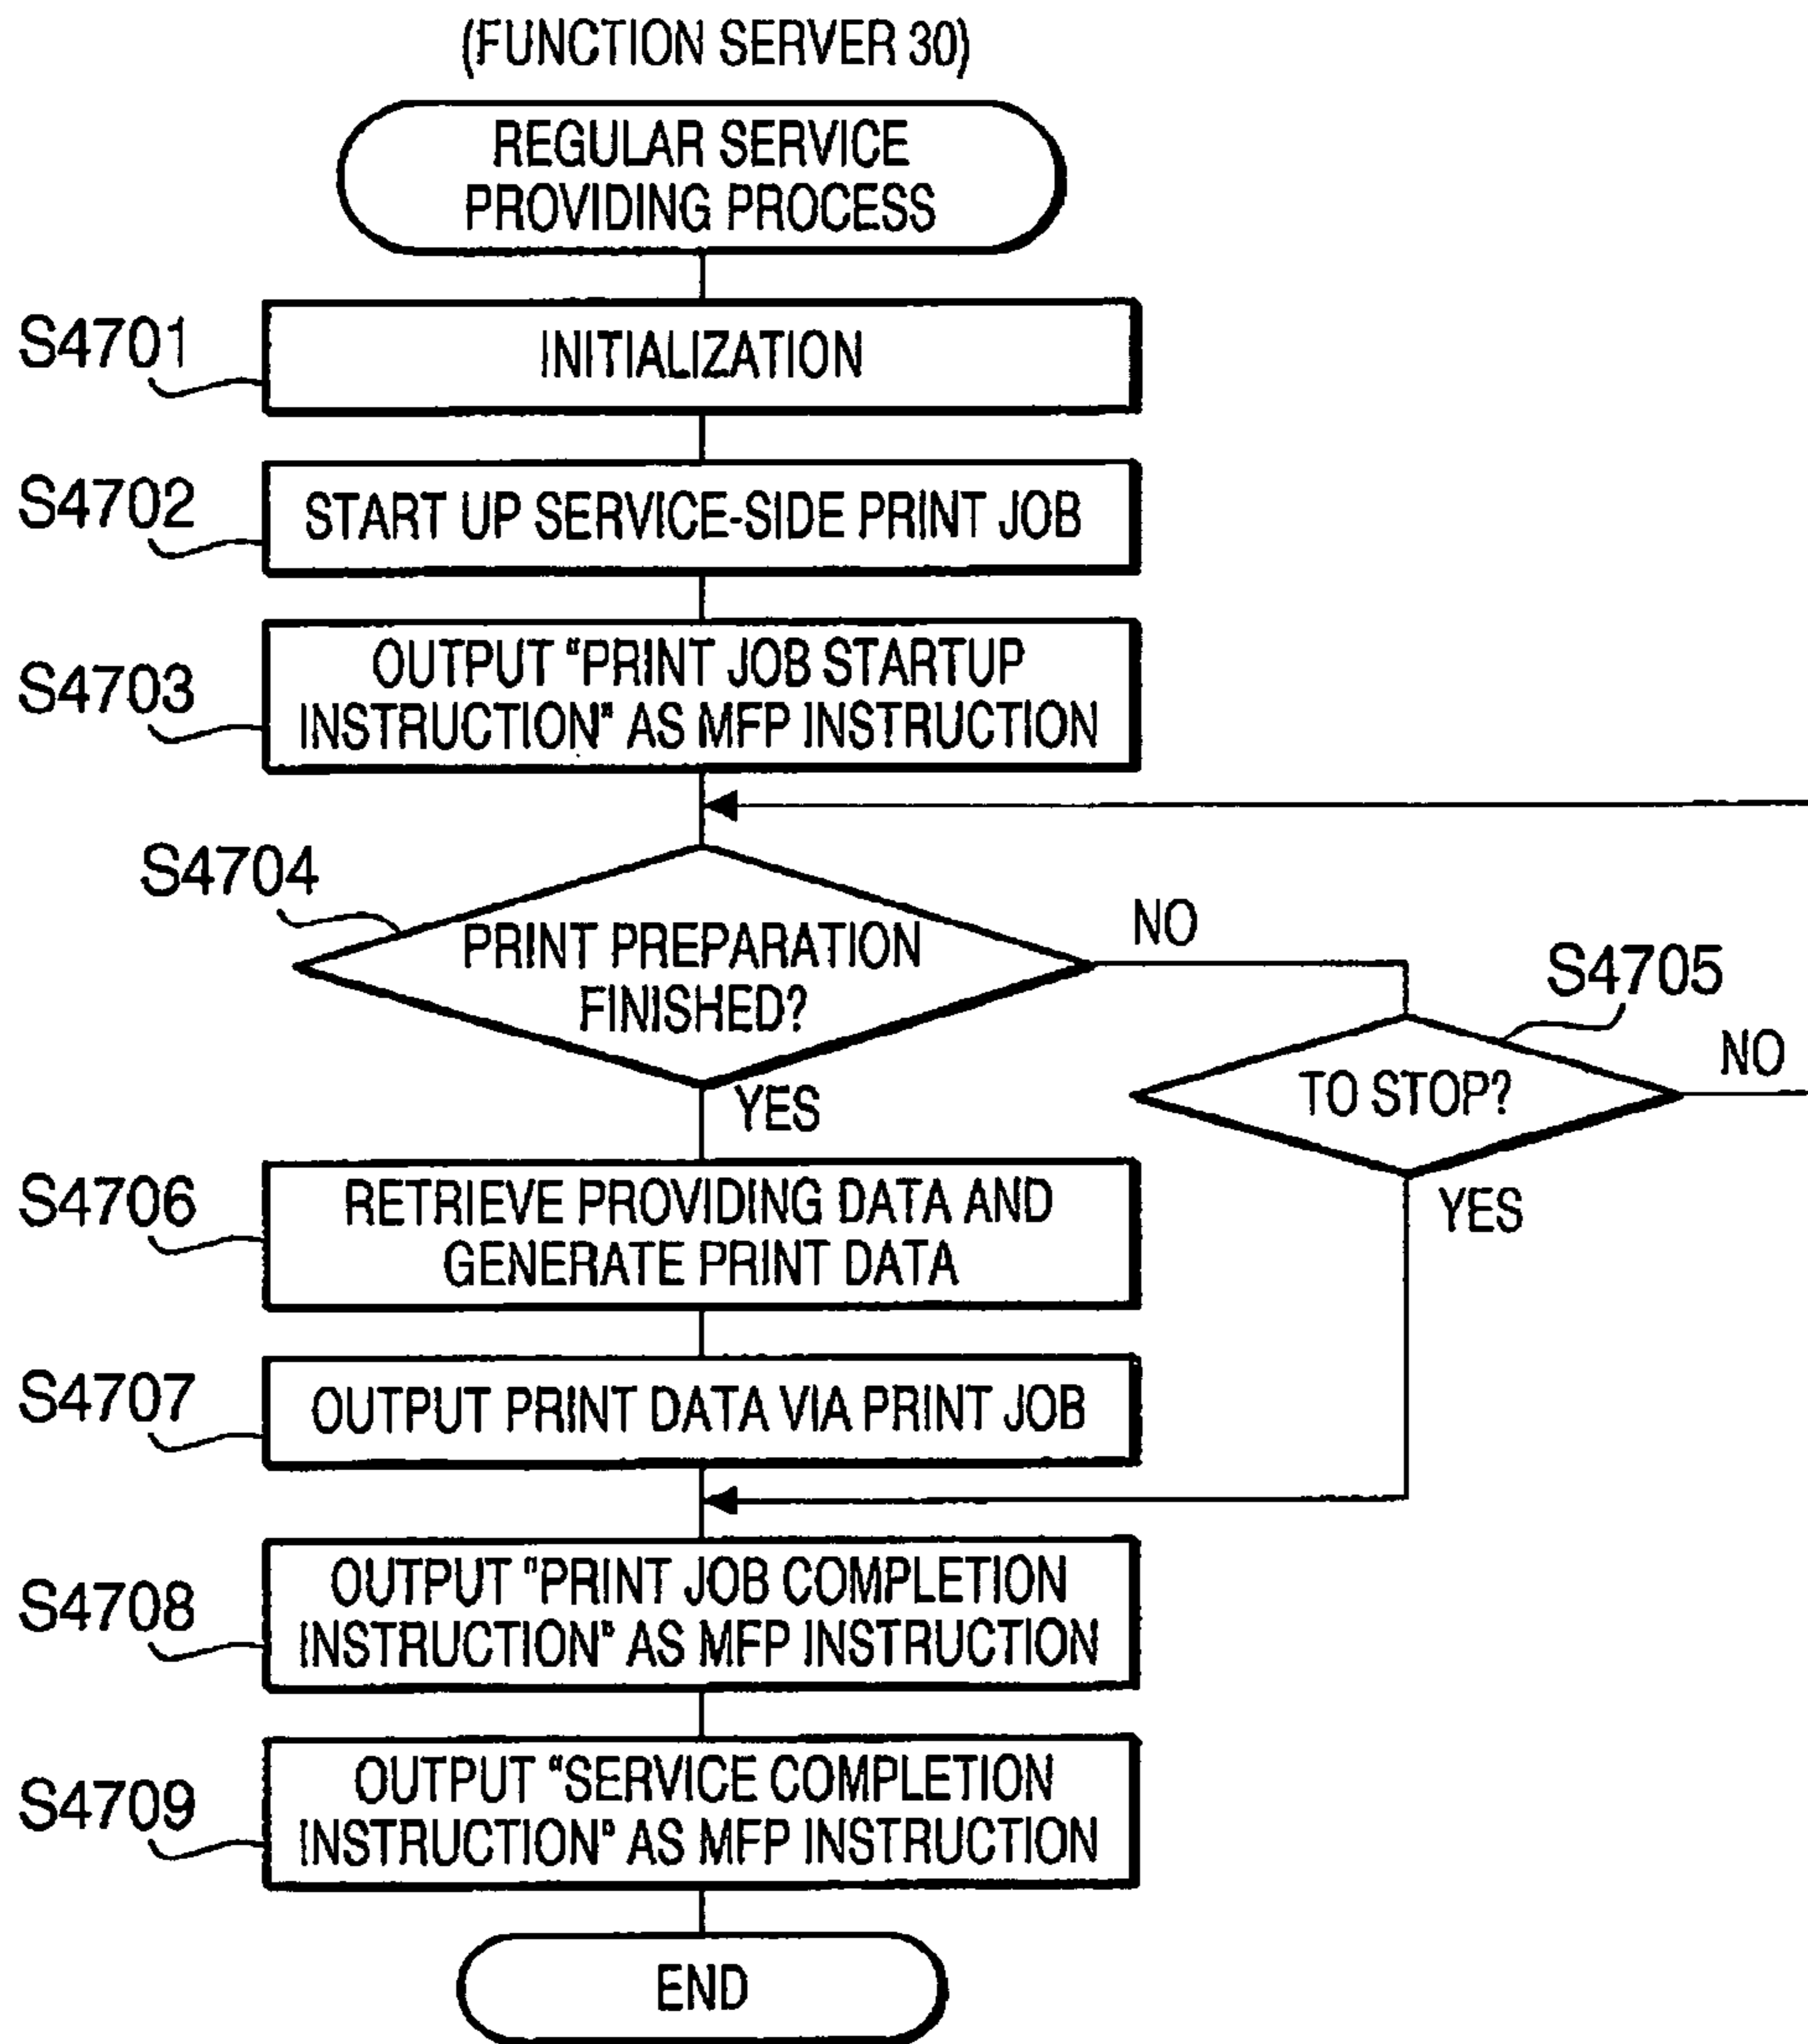 (FUNCTION SERVER 30)
REGULAR SERVICE
PROVIDING PROCESS
S4701
INITIALIZATION
S4702
START UP SERVICE-SIDE PRINT JOB
S4703
OUTPUT "PRINT JOB STARTUP
INSTRUCTION" AS MFP INSTRUCTION
S4704
PRINT PREPARATION
FINISHED?
NO
S4705
TO STOP?
NO
YES
YES
S4706
RETRIEVE PROVIDING DATA AND
GENERATE PRINT DATA
S4707
OUTPUT PRINT DATA VIA PRINT JOB
S4708
OUTPUT "PRINT JOB COMPLETION
INSTRUCTION" AS MFP INSTRUCTION
S4709
OUTPUT "SERVICE COMPLETION
INSTRUCTION" AS MFP INSTRUCTION
END